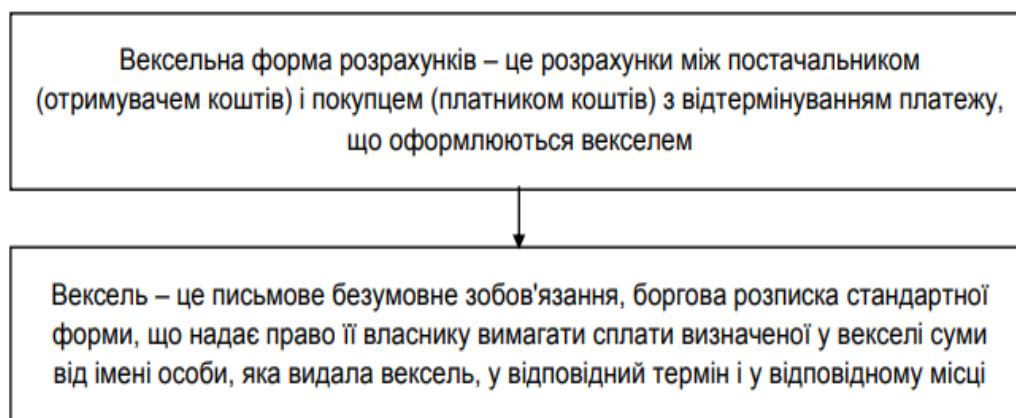 Вексельна форма розрахунків – це розрахунки між постачальником
(отримувачем коштів) і покупцем (платником коштів) з відтермінуванням платежу,
що оформлюються векселем
Вексель – це письмове безумовне зобов'язання, боргова розписка стандартної
форми, що надає право її власнику вимагати сплати визначеної у векселі суми
від імені особи, яка видала вексель, у відповідний термін і у відповідному місці